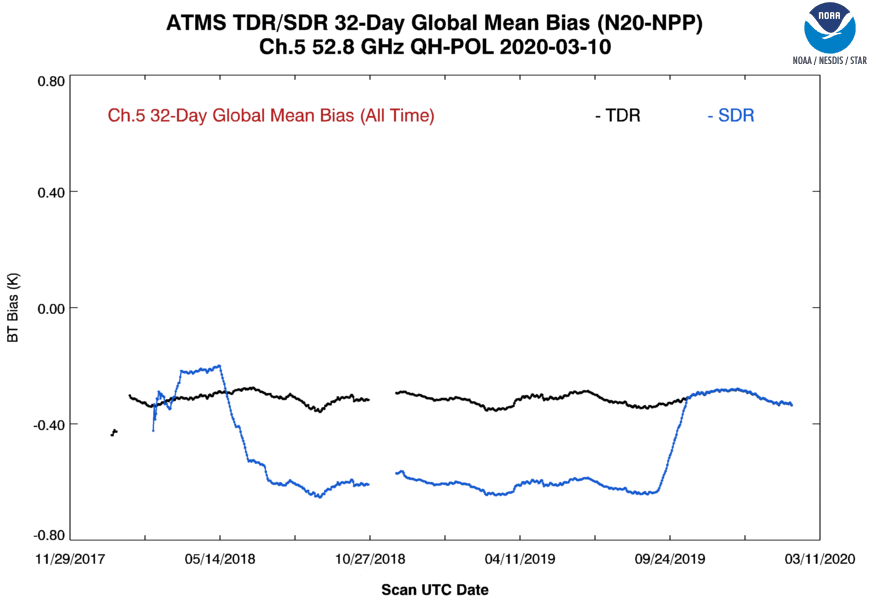 ATMS TDR/SDR 32-Day Global Mean Bias (N20-NPP)
Ch.5 52.8 GHz QH-POL 2020-03-10
NOAA
NOAA / NESDIS / STAR
Ch.5 32-Day Global Mean Bias (All Time)
- TDR
- SDR
0.80
0.40
0.00
-0.40
-0.80
BT Bias (K)
11/29/2017
05/14/2018
10/27/2018
04/11/2019
09/24/2019
03/11/2020
Scan UTC Date